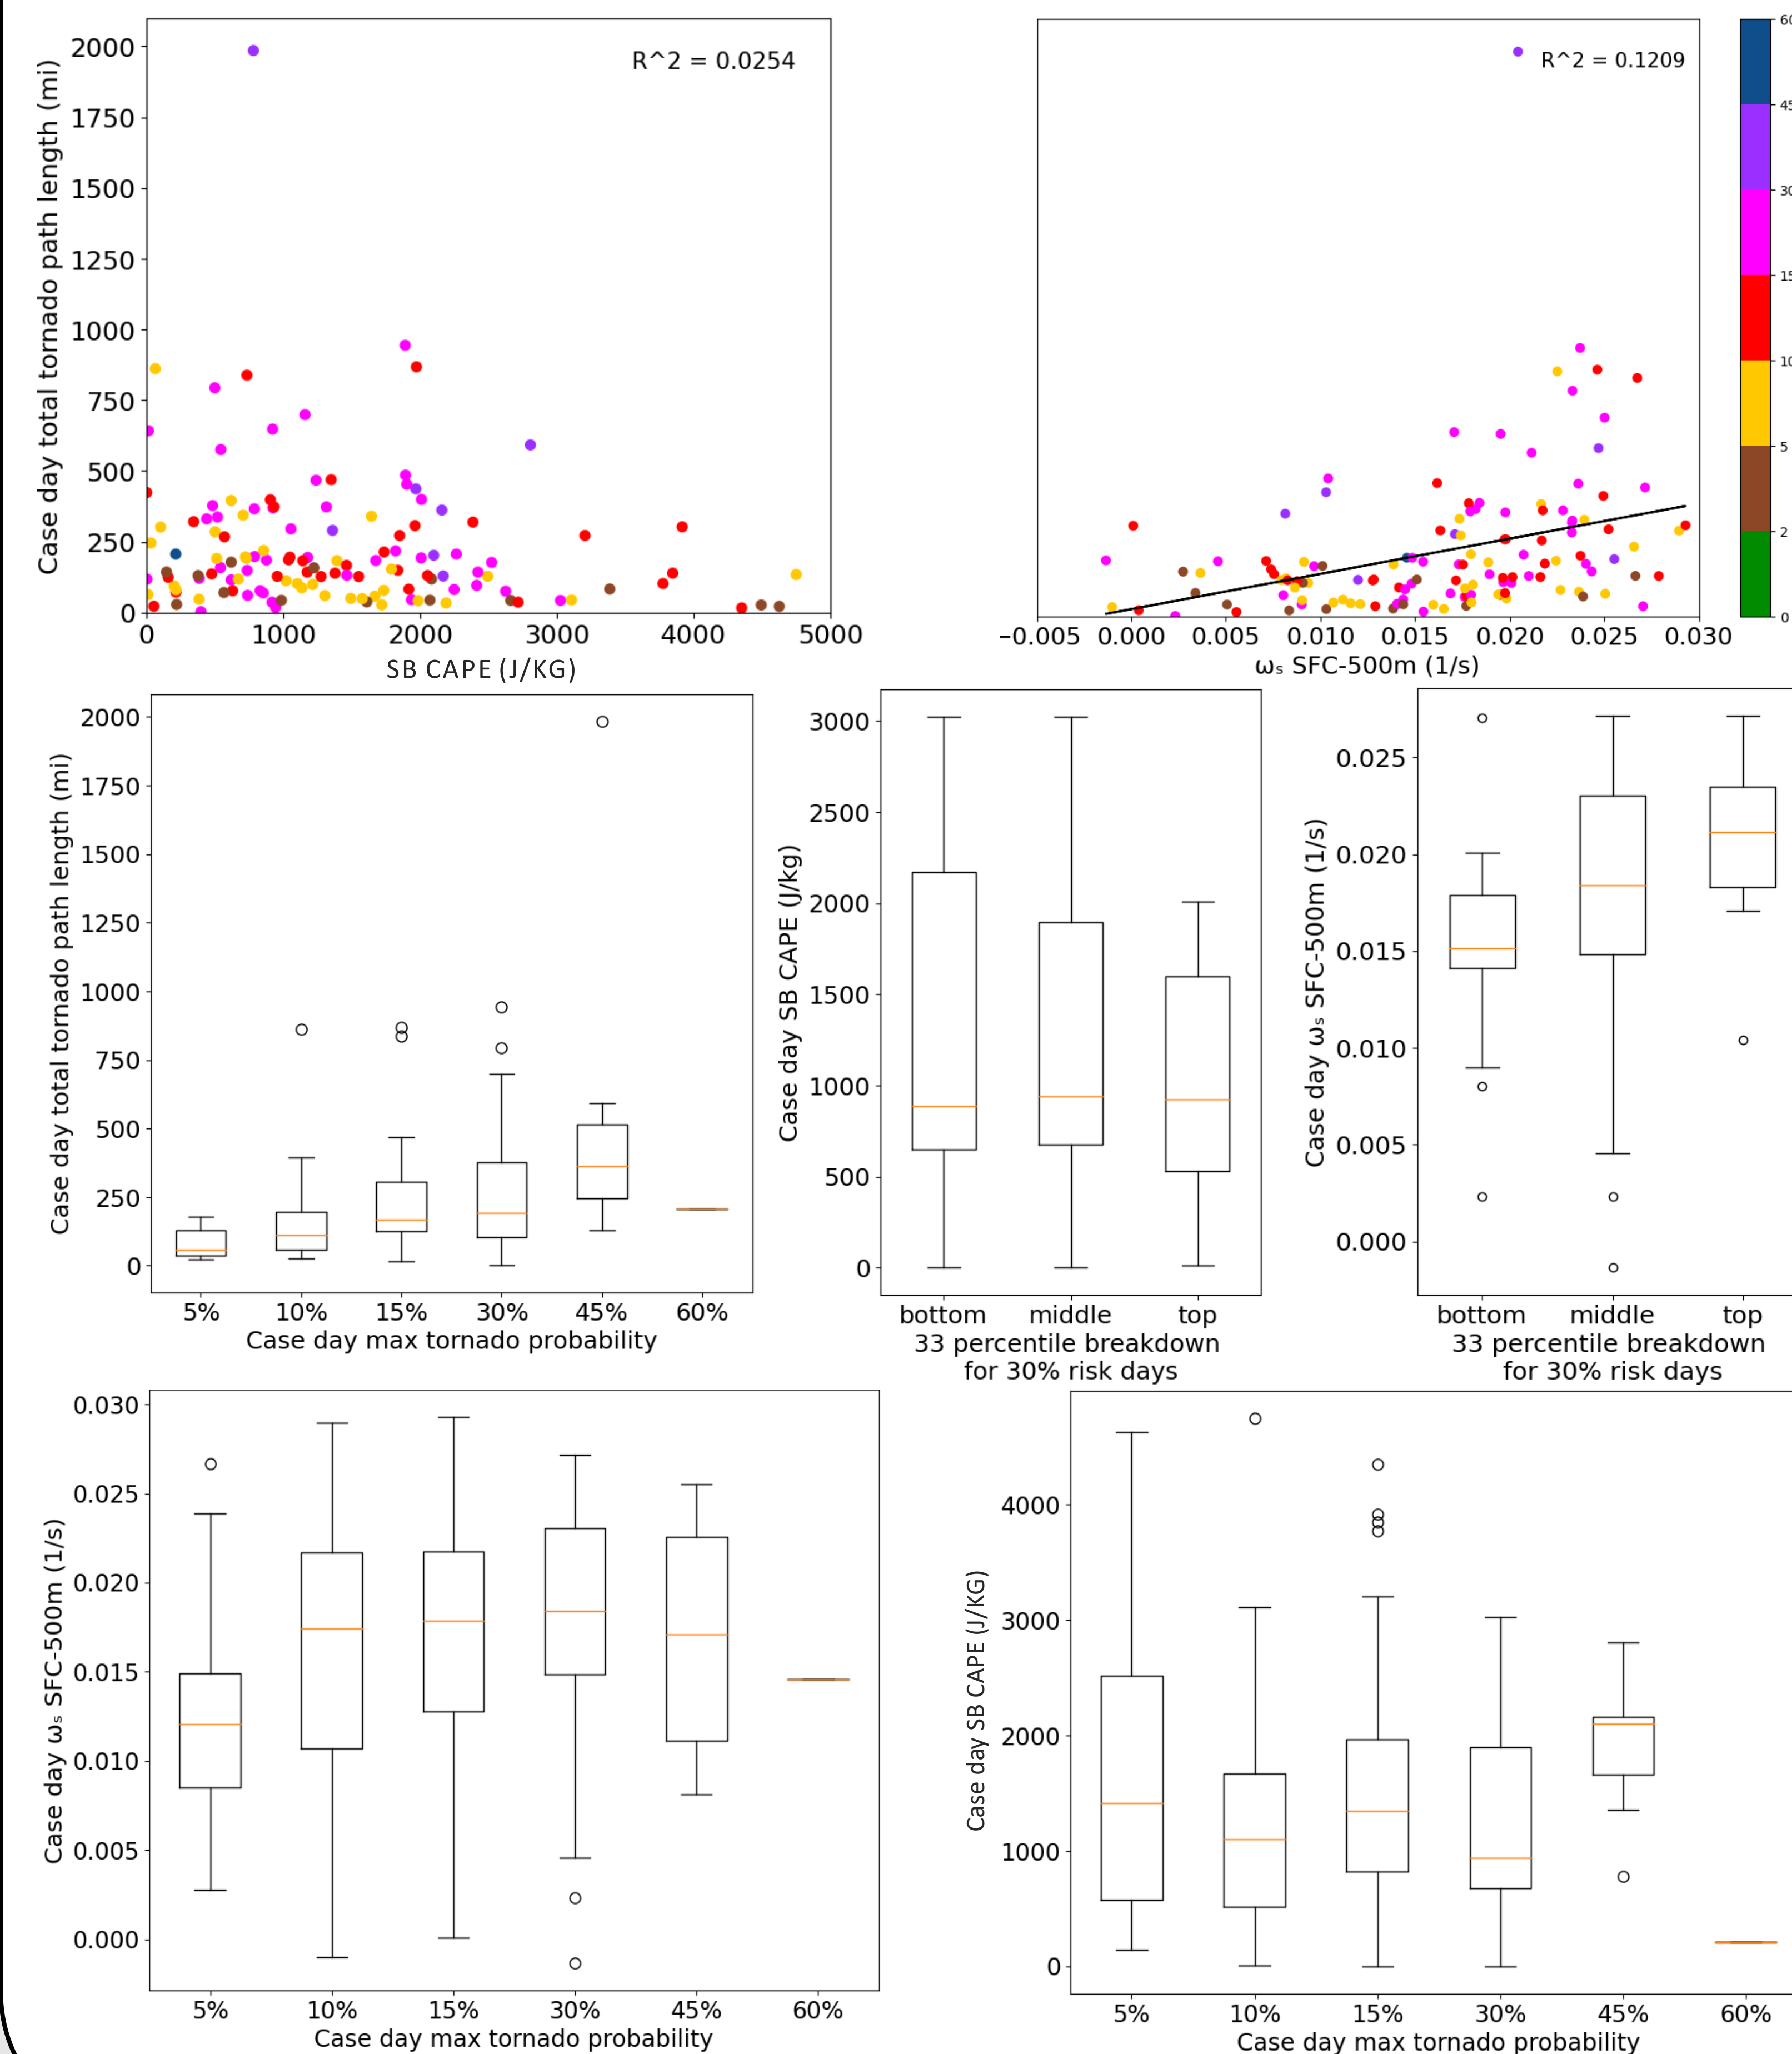 R^2 = 0.0254
Case day total tornado path length (mi)
2000
1750
1500
1250
1000
750
500
250
0
0 1000 2000 3000 4000 5000
SB CAPE (J/KG)
R^2 = 0.1209
−0.005 0.000 0.005 0.010 0.015 0.020 0.025 0.030
ωₛ SFC-500m (1/s)
60
45
30
15
10
5
2
0
Case day total tornado path length (mi)
2000
1750
1500
1250
1000
750
500
250
0
5% 10% 15% 30% 45% 60%
Case day max tornado probability
Case day SB CAPE (J/kg)
3000
2500
2000
1500
1000
500
0
bottom middle top
33 percentile breakdown
for 30% risk days
Case day ωₛ SFC-500m (1/s)
0.025
0.020
0.015
0.010
0.005
0.000
bottom middle top
33 percentile breakdown
for 30% risk days
Case day ωₛ SFC-500m (1/s)
0.030
0.025
0.020
0.015
0.010
0.005
0.000
5% 10% 15% 30% 45% 60%
Case day max tornado probability
Case day SB CAPE (J/KG)
4000
3000
2000
1000
0
5% 10% 15% 30% 45% 60%
Case day max tornado probability